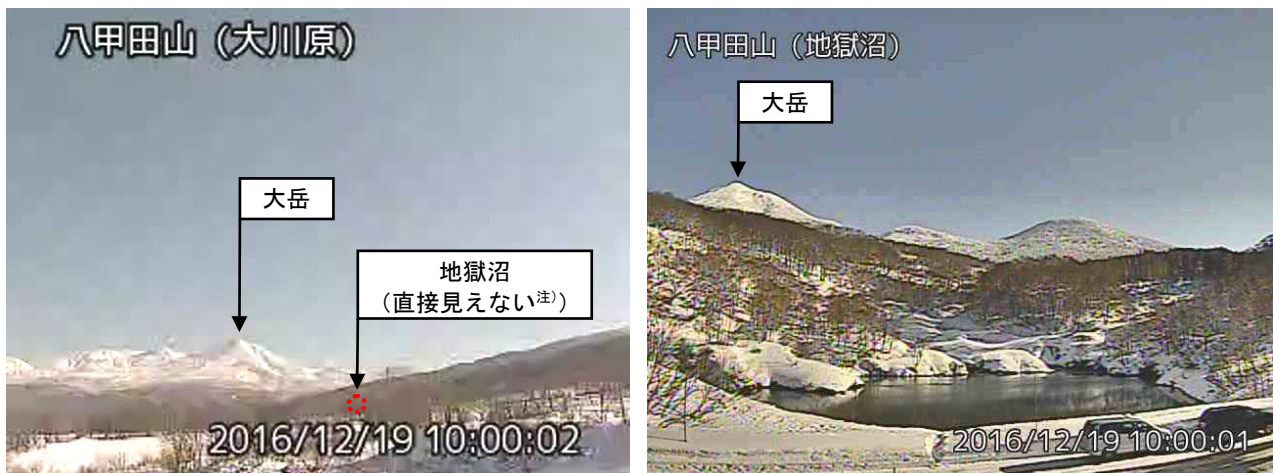 八甲田山（大川原）
大岳
地獄沼
（直接見えない注））
2016/12/19 10:00:02
八甲田山（地獄沼）
大岳
2016/12/19 10:00:01